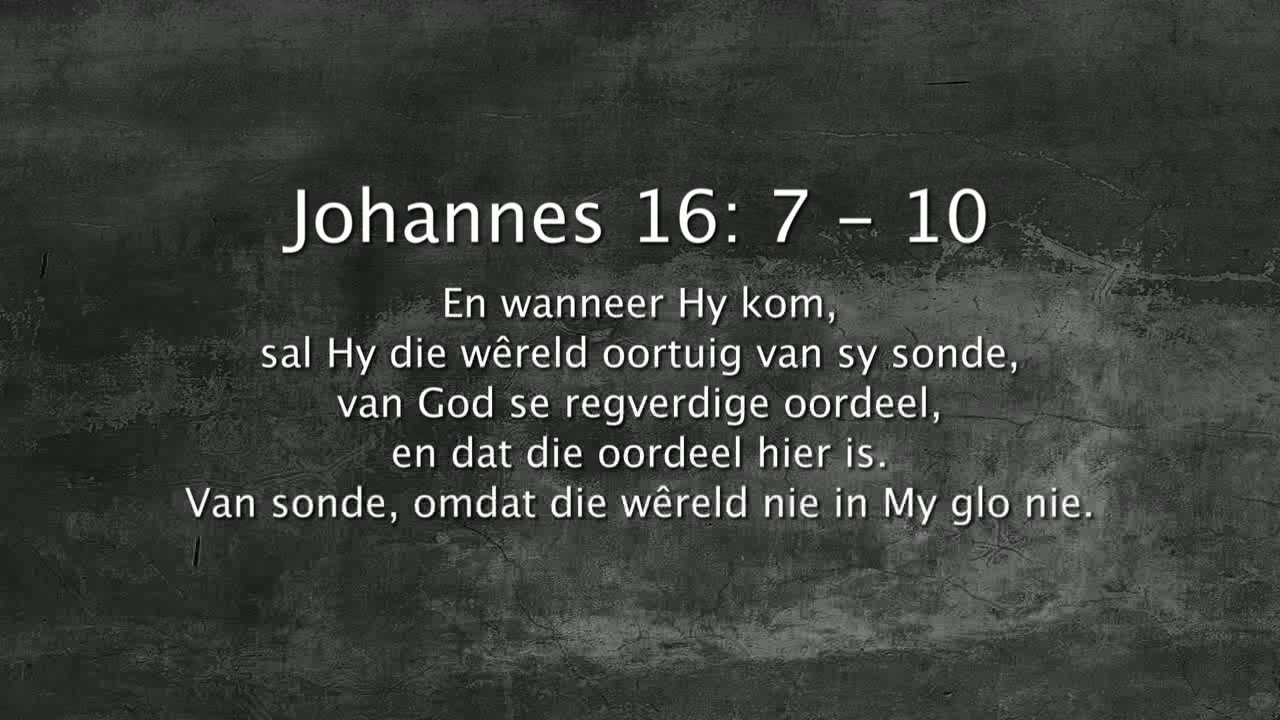 Johannes 16: 7 – 10
En wanneer Hy kom,
sal Hy die wêreld oortuig van sy sonde,
van God se regverdige oordeel,
en dat die oordeel hier is.
Van sonde, omdat die wêreld nie in My glo nie.